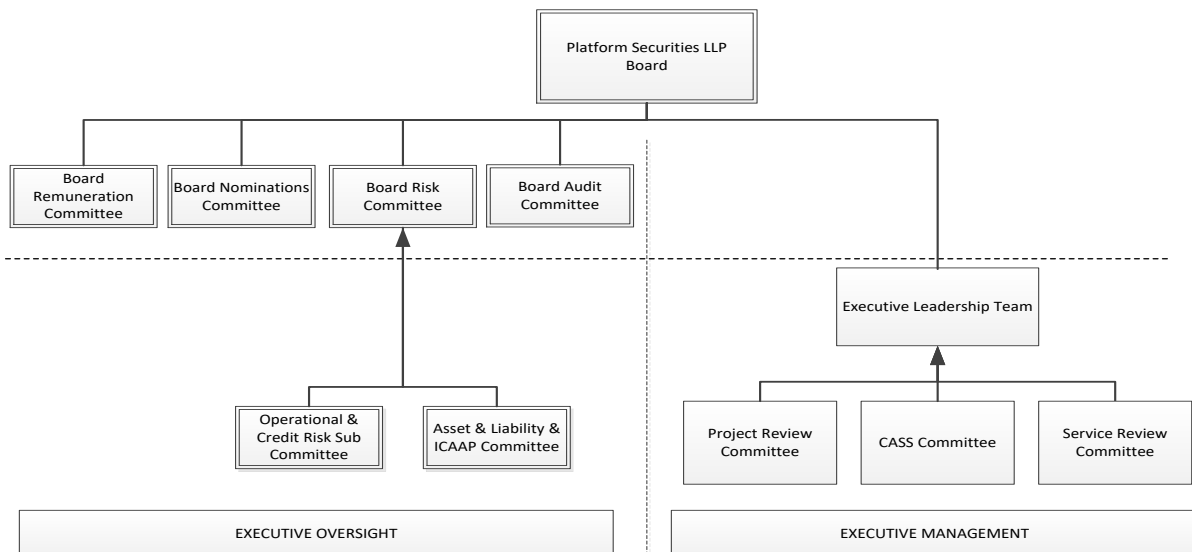 Platform Securities LLP
Board
Board
Remuneration
Committee
Board Nominations
Committee
Board Risk
Committee
Board Audit
Committee
Executive Leadership Team
Operational &
Credit Risk Sub
Committee
Asset & Liability &
ICAAP Committee
Project Review
Committee
CASS Committee
Service Review
Committee
EXECUTIVE OVERSIGHT
EXECUTIVE MANAGEMENT